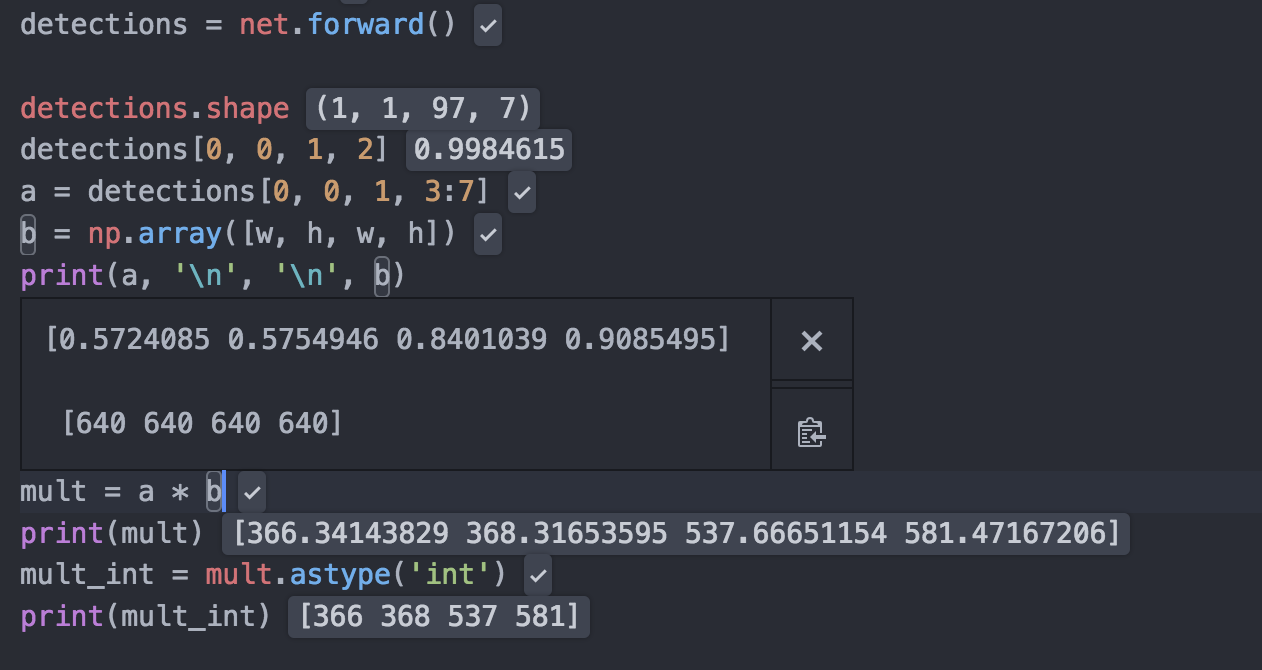 detections = net.forward()
detections.shape (1, 1, 97, 7)
detections[0, 0, 1, 2] 0.9984615
a = detections[0, 0, 1, 3:7]
b = np.array([w, h, w, h])
print(a, '\n', '\n', b)
[0.5724085 0.5754946 0.8401039 0.9085495]
[640 640 640 640]
mult = a * b
print(mult) [366.34143829 368.31653595 537.66651154 581.47167206]
mult_int = mult.astype('int')
print(mult_int) [366 368 537 581]